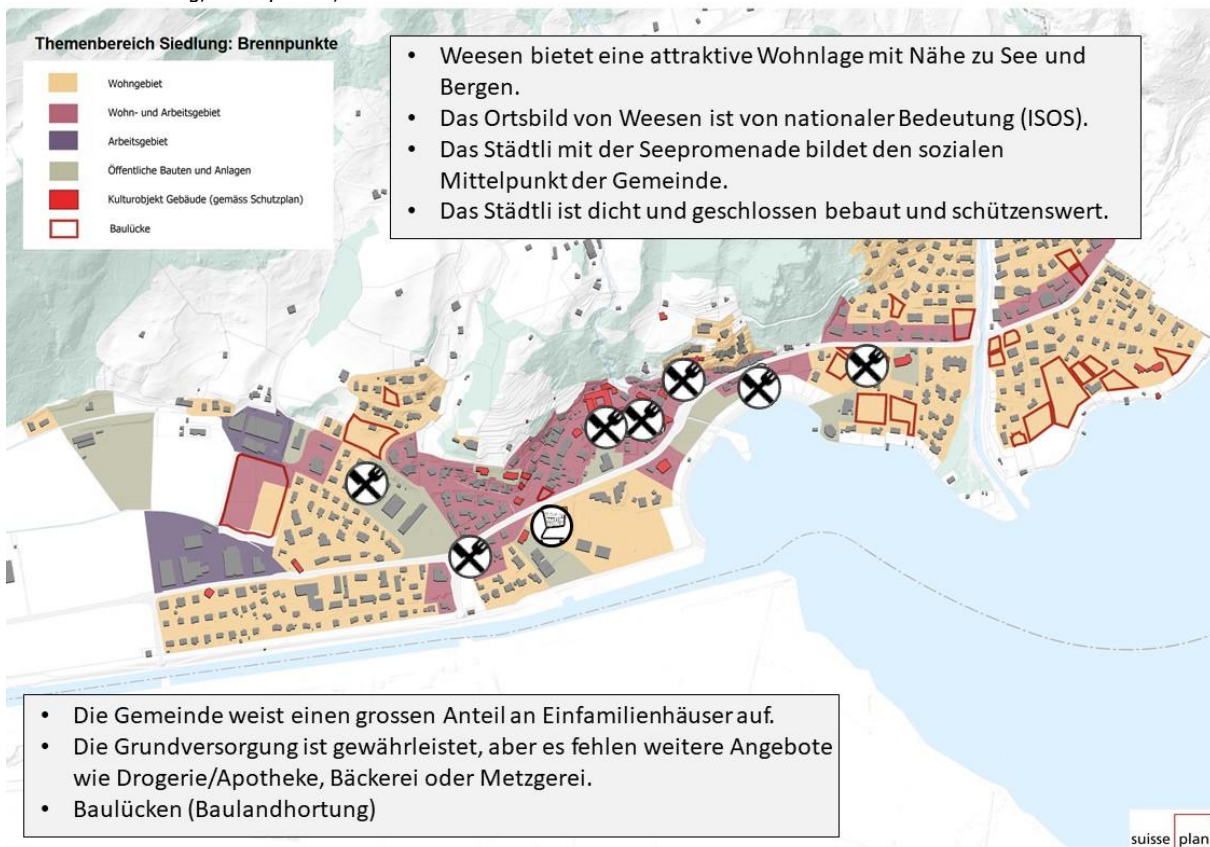 Themenbereich Siedlung: Brennpunkte
Wohngebiet
Wohn- und Arbeitsgebiet
Arbeitsgebiet
Öffentliche Bauten und Anlagen
Kulturobjekt Gebäude (gemäss Schutzplan)
Baulücke
• Weesen bietet eine attraktive Wohnlage mit Nähe zu See und
Bergen.
• Das Ortsbild von Weesen ist von nationaler Bedeutung (ISOS).
• Das Städtli mit der Seepromenade bildet den sozialen
Mittelpunkt der Gemeinde.
• Das Städtli ist dicht und geschlossen bebaut und schützenswert.
• Die Gemeinde weist einen grossen Anteil an Einfamilienhäuser auf.
• Die Grundversorgung ist gewährleistet, aber es fehlen weitere Angebote
wie Drogerie/Apotheke, Bäckerei oder Metzgerei.
• Baulücken (Baulandhortung)
suisse plan